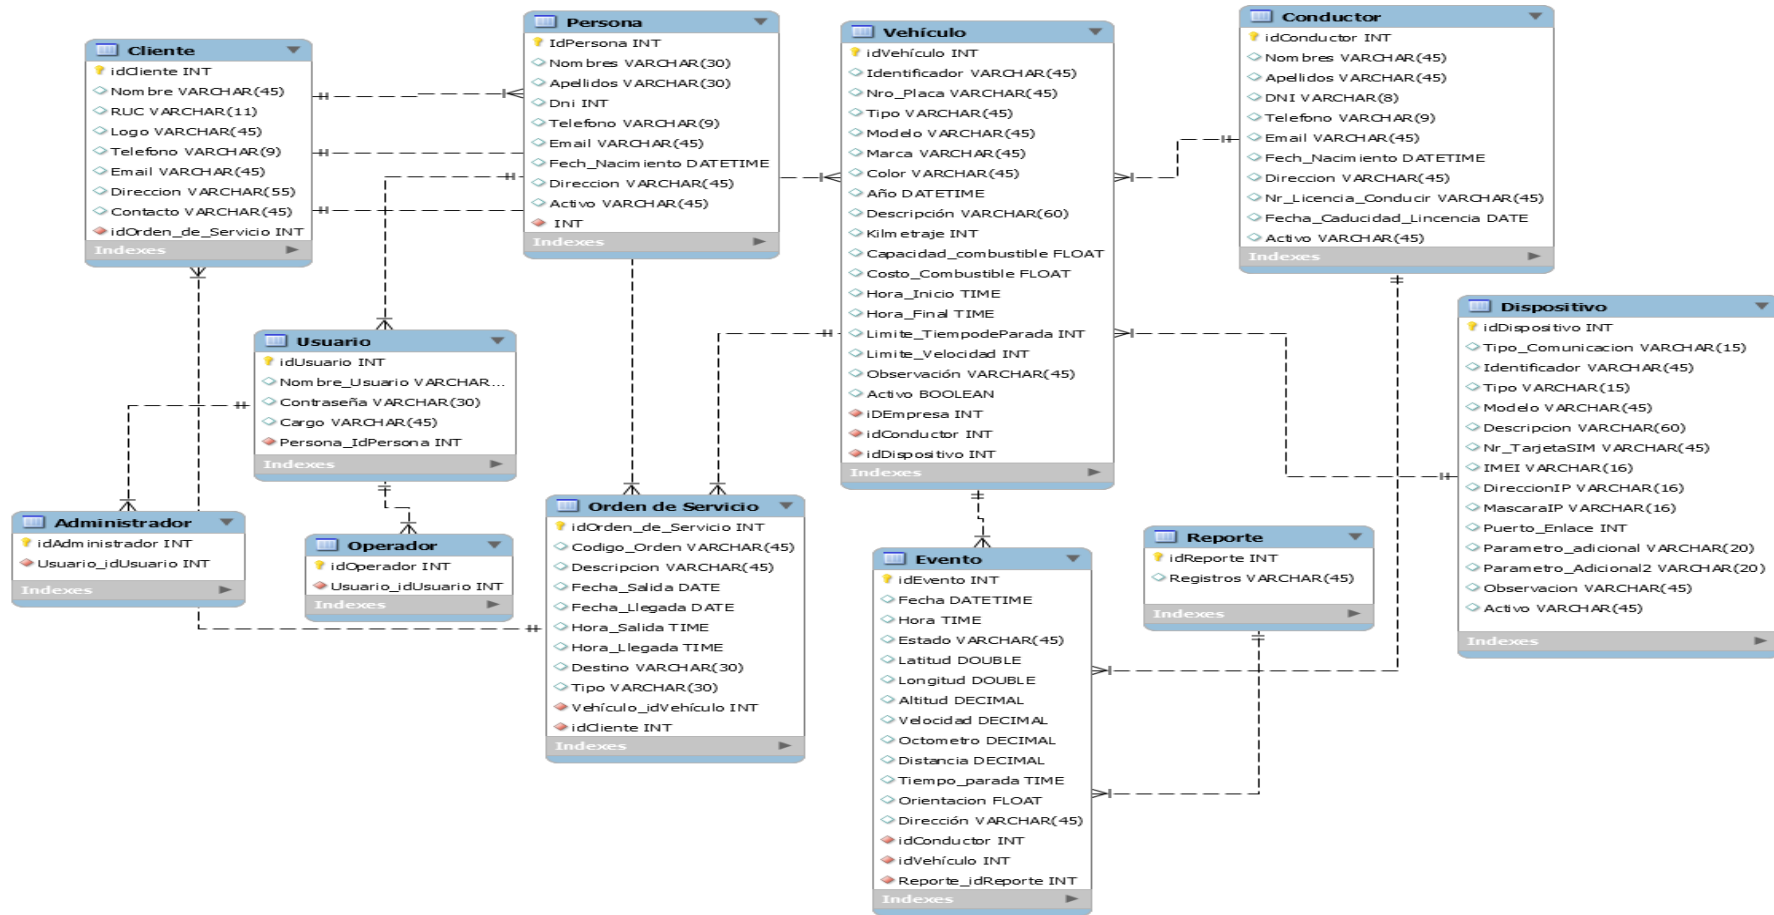 Cliente
idCliente INT
Nombre VARCHAR(45)
RUC VARCHAR(11)
Logo VARCHAR(45)
Telefono VARCHAR(9)
Email VARCHAR(45)
Direccion VARCHAR(55)
Contacto VARCHAR(45)
idOrden_de_Servicio INT
Indexes
Persona
IdPersona INT
Nombres VARCHAR(30)
Apellidos VARCHAR(30)
Dni INT
Telefono VARCHAR(9)
Email VARCHAR(45)
Fech_Nacimiento DATETIME
Direccion VARCHAR(45)
Activo VARCHAR(45)
INT
Indexes
Vehículo
idVehículo INT
Identificador VARCHAR(45)
Nro_Placa VARCHAR(45)
Tipo VARCHAR(45)
Modelo VARCHAR(45)
Marca VARCHAR(45)
Color VARCHAR(45)
Año DATETIME
Descripción VARCHAR(60)
Kilmetraje INT
Capacidad_combustible FLOAT
Costo_Combustible FLOAT
Hora_Inicio TIME
Hora_Final TIME
Limite_TiempodeParada INT
Limite_Velocidad INT
Observación VARCHAR(45)
Activo BOOLEAN
iDEmpresa INT
idConductor INT
idDispositivo INT
Indexes
Conductor
idConductor INT
Nombres VARCHAR(45)
Apellidos VARCHAR(45)
DNI VARCHAR(8)
Telefono VARCHAR(9)
Email VARCHAR(45)
Fech_Nacimiento DATETIME
Direccion VARCHAR(45)
Nr_Licencia_Conducir VARCHAR(45)
Fecha_Caducidad_Lincencia DATE
Activo VARCHAR(45)
Indexes
Dispositivo
idDispositivo INT
Tipo_Comunicacion VARCHAR(15)
Identificador VARCHAR(45)
Tipo VARCHAR(15)
Modelo VARCHAR(45)
Descripcion VARCHAR(60)
Nr_TarjetaSIM VARCHAR(45)
IMEI VARCHAR(16)
DireccionIP VARCHAR(16)
MascaraIP VARCHAR(16)
Puerto_Enlace INT
Parametro_adicional VARCHAR(20)
Parametro_Adicional2 VARCHAR(20)
Observacion VARCHAR(45)
Activo VARCHAR(45)
Indexes
Usuario
idUsuario INT
Nombre_Usuario VARCHAR...
Contraseña VARCHAR(30)
Cargo VARCHAR(45)
Persona_IdPersona INT
Indexes
Administrador
idAdministrador INT
Usuario_idUsuario INT
Indexes
Operador
idOperador INT
Usuario_idUsuario INT
Indexes
Orden de Servicio
idOrden_de_Servicio INT
Codigo_Orden VARCHAR(45)
Descripcion VARCHAR(45)
Fecha_Salida DATE
Fecha_Llegada DATE
Hora_Salida TIME
Hora_Llegada TIME
Destino VARCHAR(30)
Tipo VARCHAR(30)
Vehículo_idVehículo INT
idCliente INT
Indexes
Evento
idEvento INT
Fecha DATETIME
Hora TIME
Estado VARCHAR(45)
Latitud DOUBLE
Longitud DOUBLE
Altitud DECIMAL
Velocidad DECIMAL
Octometro DECIMAL
Distancia DECIMAL
Tiempo_parada TIME
Orientacion FLOAT
Dirección VARCHAR(45)
idConductor INT
idVehículo INT
Reporte_idReporte INT
Indexes
Reporte
idReporte INT
Registros VARCHAR(45)
Indexes